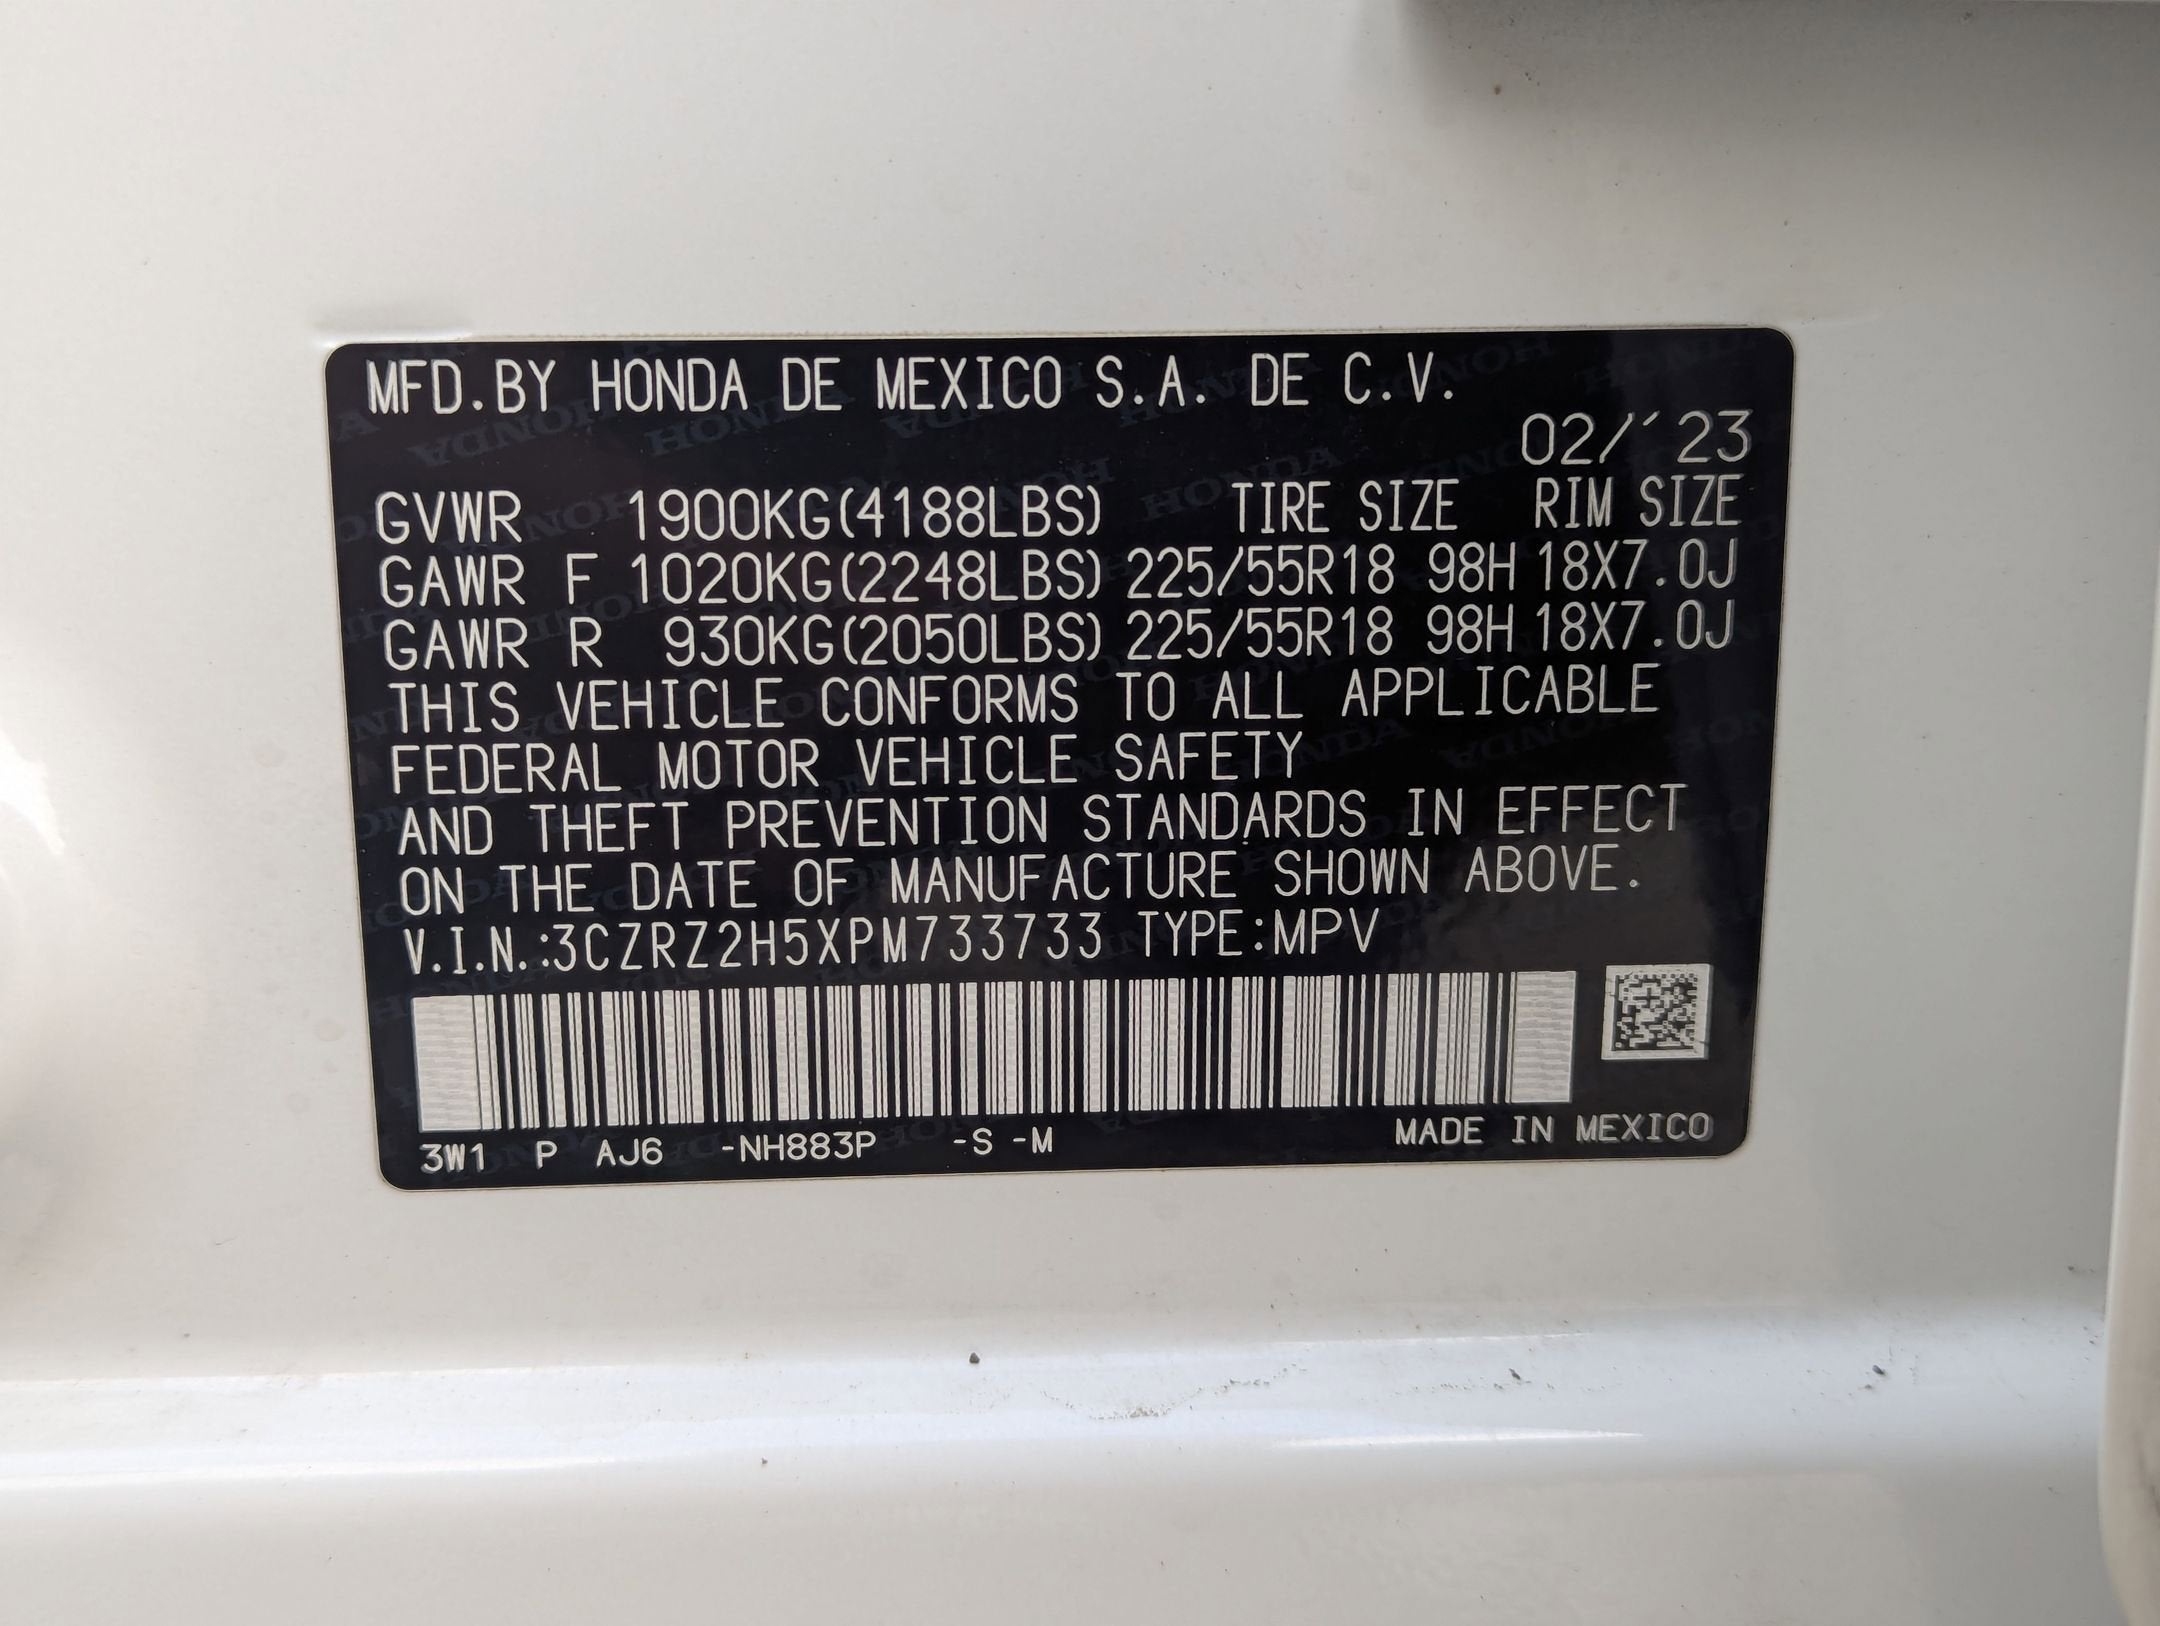 MFD.BY HONDA DE MEXICO S.A. DE C.V.
02/´23
GVWR 1900KG(4188LBS) TIRE SIZE RIM SIZE
GAWR F 1020KG(2248LBS) 225/55R18 98H 18X7.0J
GAWR R 930KG(2050LBS) 225/55R18 98H 18X7.0J
THIS VEHICLE CONFORMS TO ALL APPLICABLE
FEDERAL MOTOR VEHICLE SAFETY
AND THEFT PREVENTION STANDARDS IN EFFECT
ON THE DATE OF MANUFACTURE SHOWN ABOVE.
V.I.N.:3CZRZ2H5XPM733733 TYPE:MPV
3W1 P AJ6 -NH883P -S -M MADE IN MEXICO